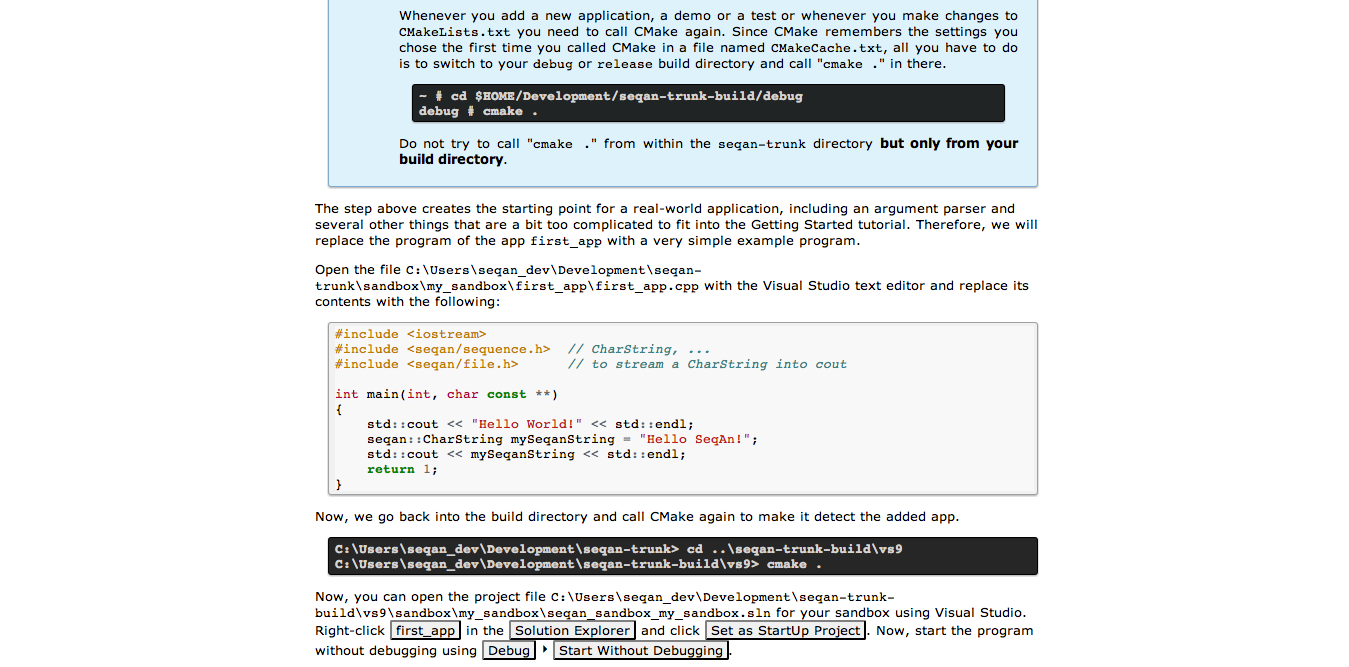 Whenever you add a new application, a demo or a test or whenever you make changes to
CMakeLists.txt you need to call CMake again. Since CMake remembers the settings you
chose the first time you called CMake in a file named CMakeCache.txt, all you have to do
is to switch to your debug or release build directory and call "cmake ." in there.
~ # cd $HOME/Development/seqan-trunk-build/debug
debug # cmake .
Do not try to call "cmake ." from within the seqan-trunk directory but only from your
build directory.
The step above creates the starting point for a real-world application, including an argument parser and
several other things that are a bit too complicated to fit into the Getting Started tutorial. Therefore, we will
replace the program of the app first_app with a very simple example program.
Open the file C:\Users\seqan_dev\Development\seqan-
trunk\sandbox\my_sandbox\first_app\first_app.cpp with the Visual Studio text editor and replace its
contents with the following:
#include <iostream>
#include <seqan/sequence.h>  // CharString, ...
#include <seqan/file.h>      // to stream a CharString into cout
int main(int, char const **)
{
    std::cout << "Hello World!" << std::endl;
    seqan::CharString mySeqanString = "Hello SeqAn!";
    std::cout << mySeqanString << std::endl;
    return 1;
}
Now, we go back into the build directory and call CMake again to make it detect the added app.
C:\Users\seqan_dev\Development\seqan-trunk> cd ..\seqan-trunk-build\vs9
C:\Users\seqan_dev\Development\seqan-trunk-build\vs9> cmake .
Now, you can open the project file C:\Users\seqan_dev\Development\seqan-trunk-
build\vs9\sandbox\my_sandbox\seqan_sandbox_my_sandbox.sln for your sandbox using Visual Studio.
Right-click first_app in the Solution Explorer and click Set as StartUp Project. Now, start the program
without debugging using Debug ‣ Start Without Debugging.